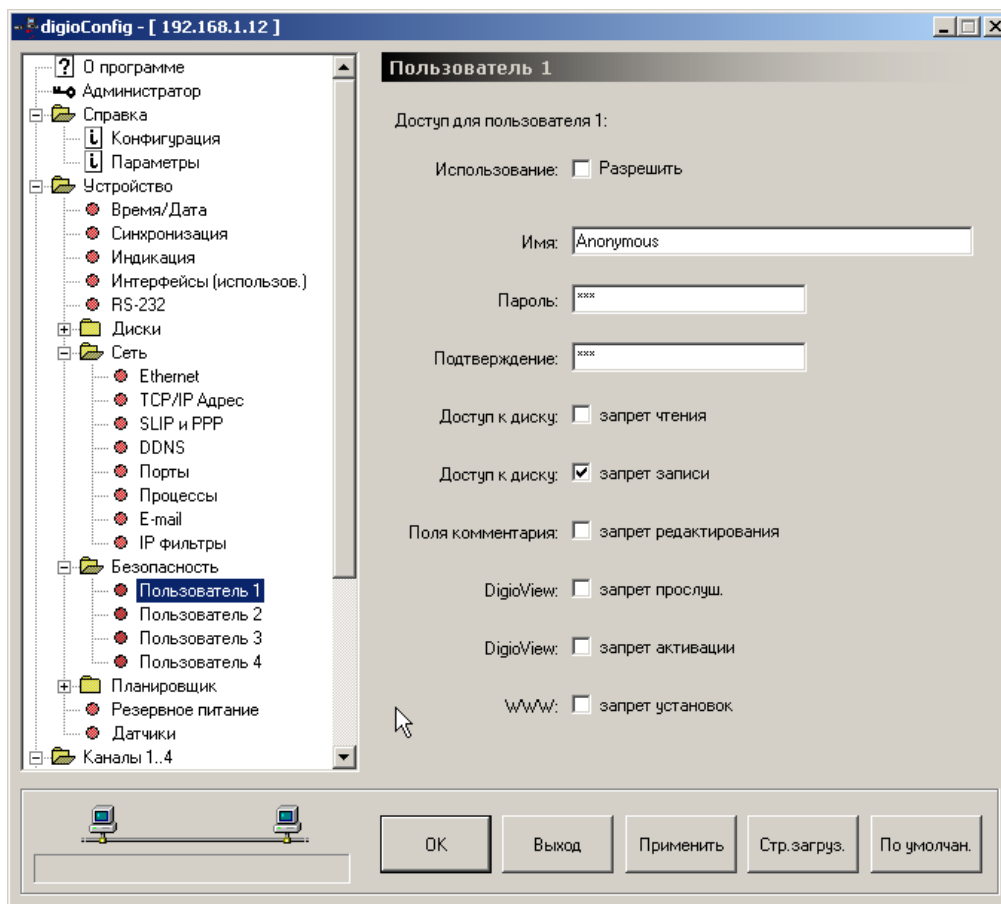 digioConfig - [ 192.168.1.12 ]
О программе
Администратор
Справка
Конфигурация
Параметры
Устройство
Время/Дата
Синхронизация
Индикация
Интерфейсы (использов.)
RS-232
Диски
Сеть
Ethernet
TCP/IP Адрес
SLIP и PPP
DDNS
Порты
Процессы
E-mail
IP фильтры
Безопасность
Пользователь 1
Пользователь 2
Пользователь 3
Пользователь 4
Планировщик
Резервное питание
Датчики
Каналы 1..4
Пользователь 1
Доступ для пользователя 1:
Использование: Разрешить
Имя: Anonymous
Пароль: ***
Подтверждение: ***
Доступ к диску: запрет чтения
Доступ к диску: запрет записи
Поля комментария: запрет редактирования
DigioView: запрет прослуш.
DigioView: запрет активации
WWW: запрет установок
OK Выход Применить Стр.загруз. По умолчан.